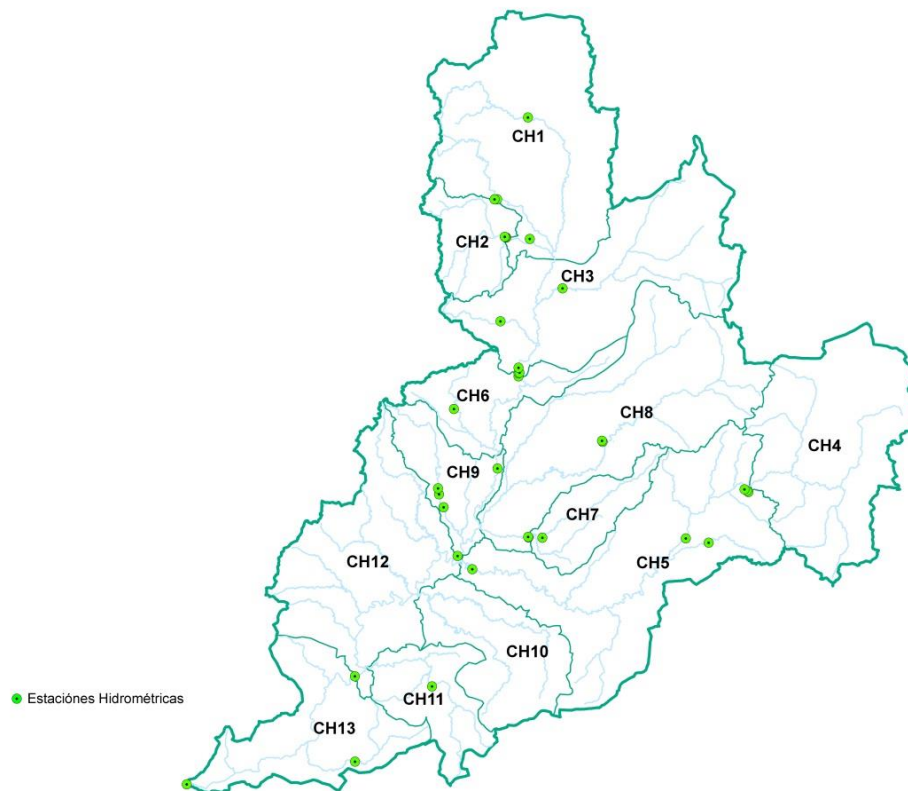 CH1
CH2
CH3
CH6
CH8
CH4
CH9
CH7
CH12
CH5
CH10
CH11
Estaciónes Hidrométricas
CH13